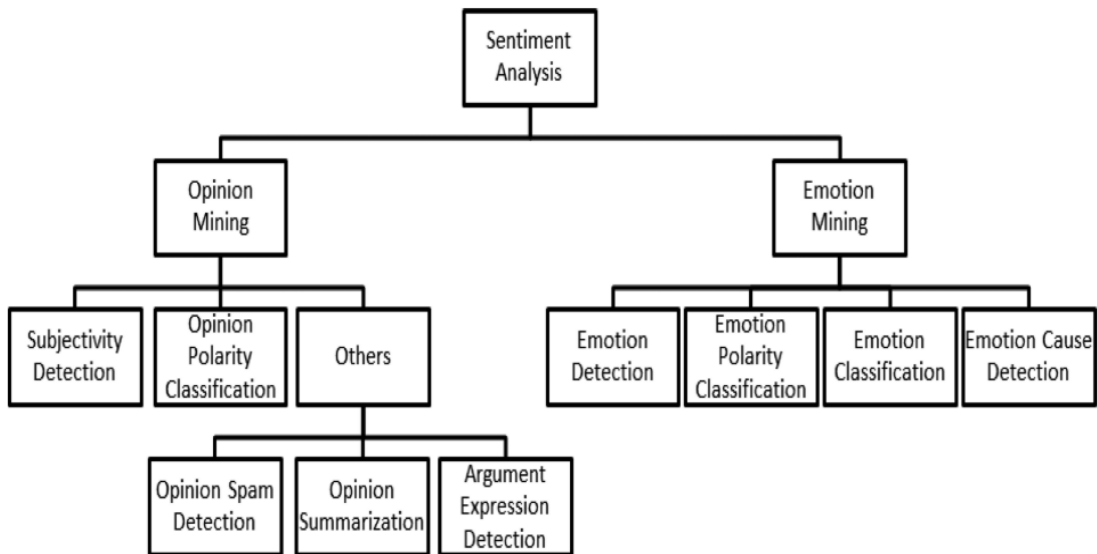 Sentiment
Analysis
Opinion
Mining
Emotion
Mining
Subjectivity
Detection
Opinion
Polarity
Classification
Others
Emotion
Detection
Emotion
Polarity
Classification
Emotion
Classification
Emotion Cause
Detection
Opinion Spam
Detection
Opinion
Summarization
Argument
Expression
Detection